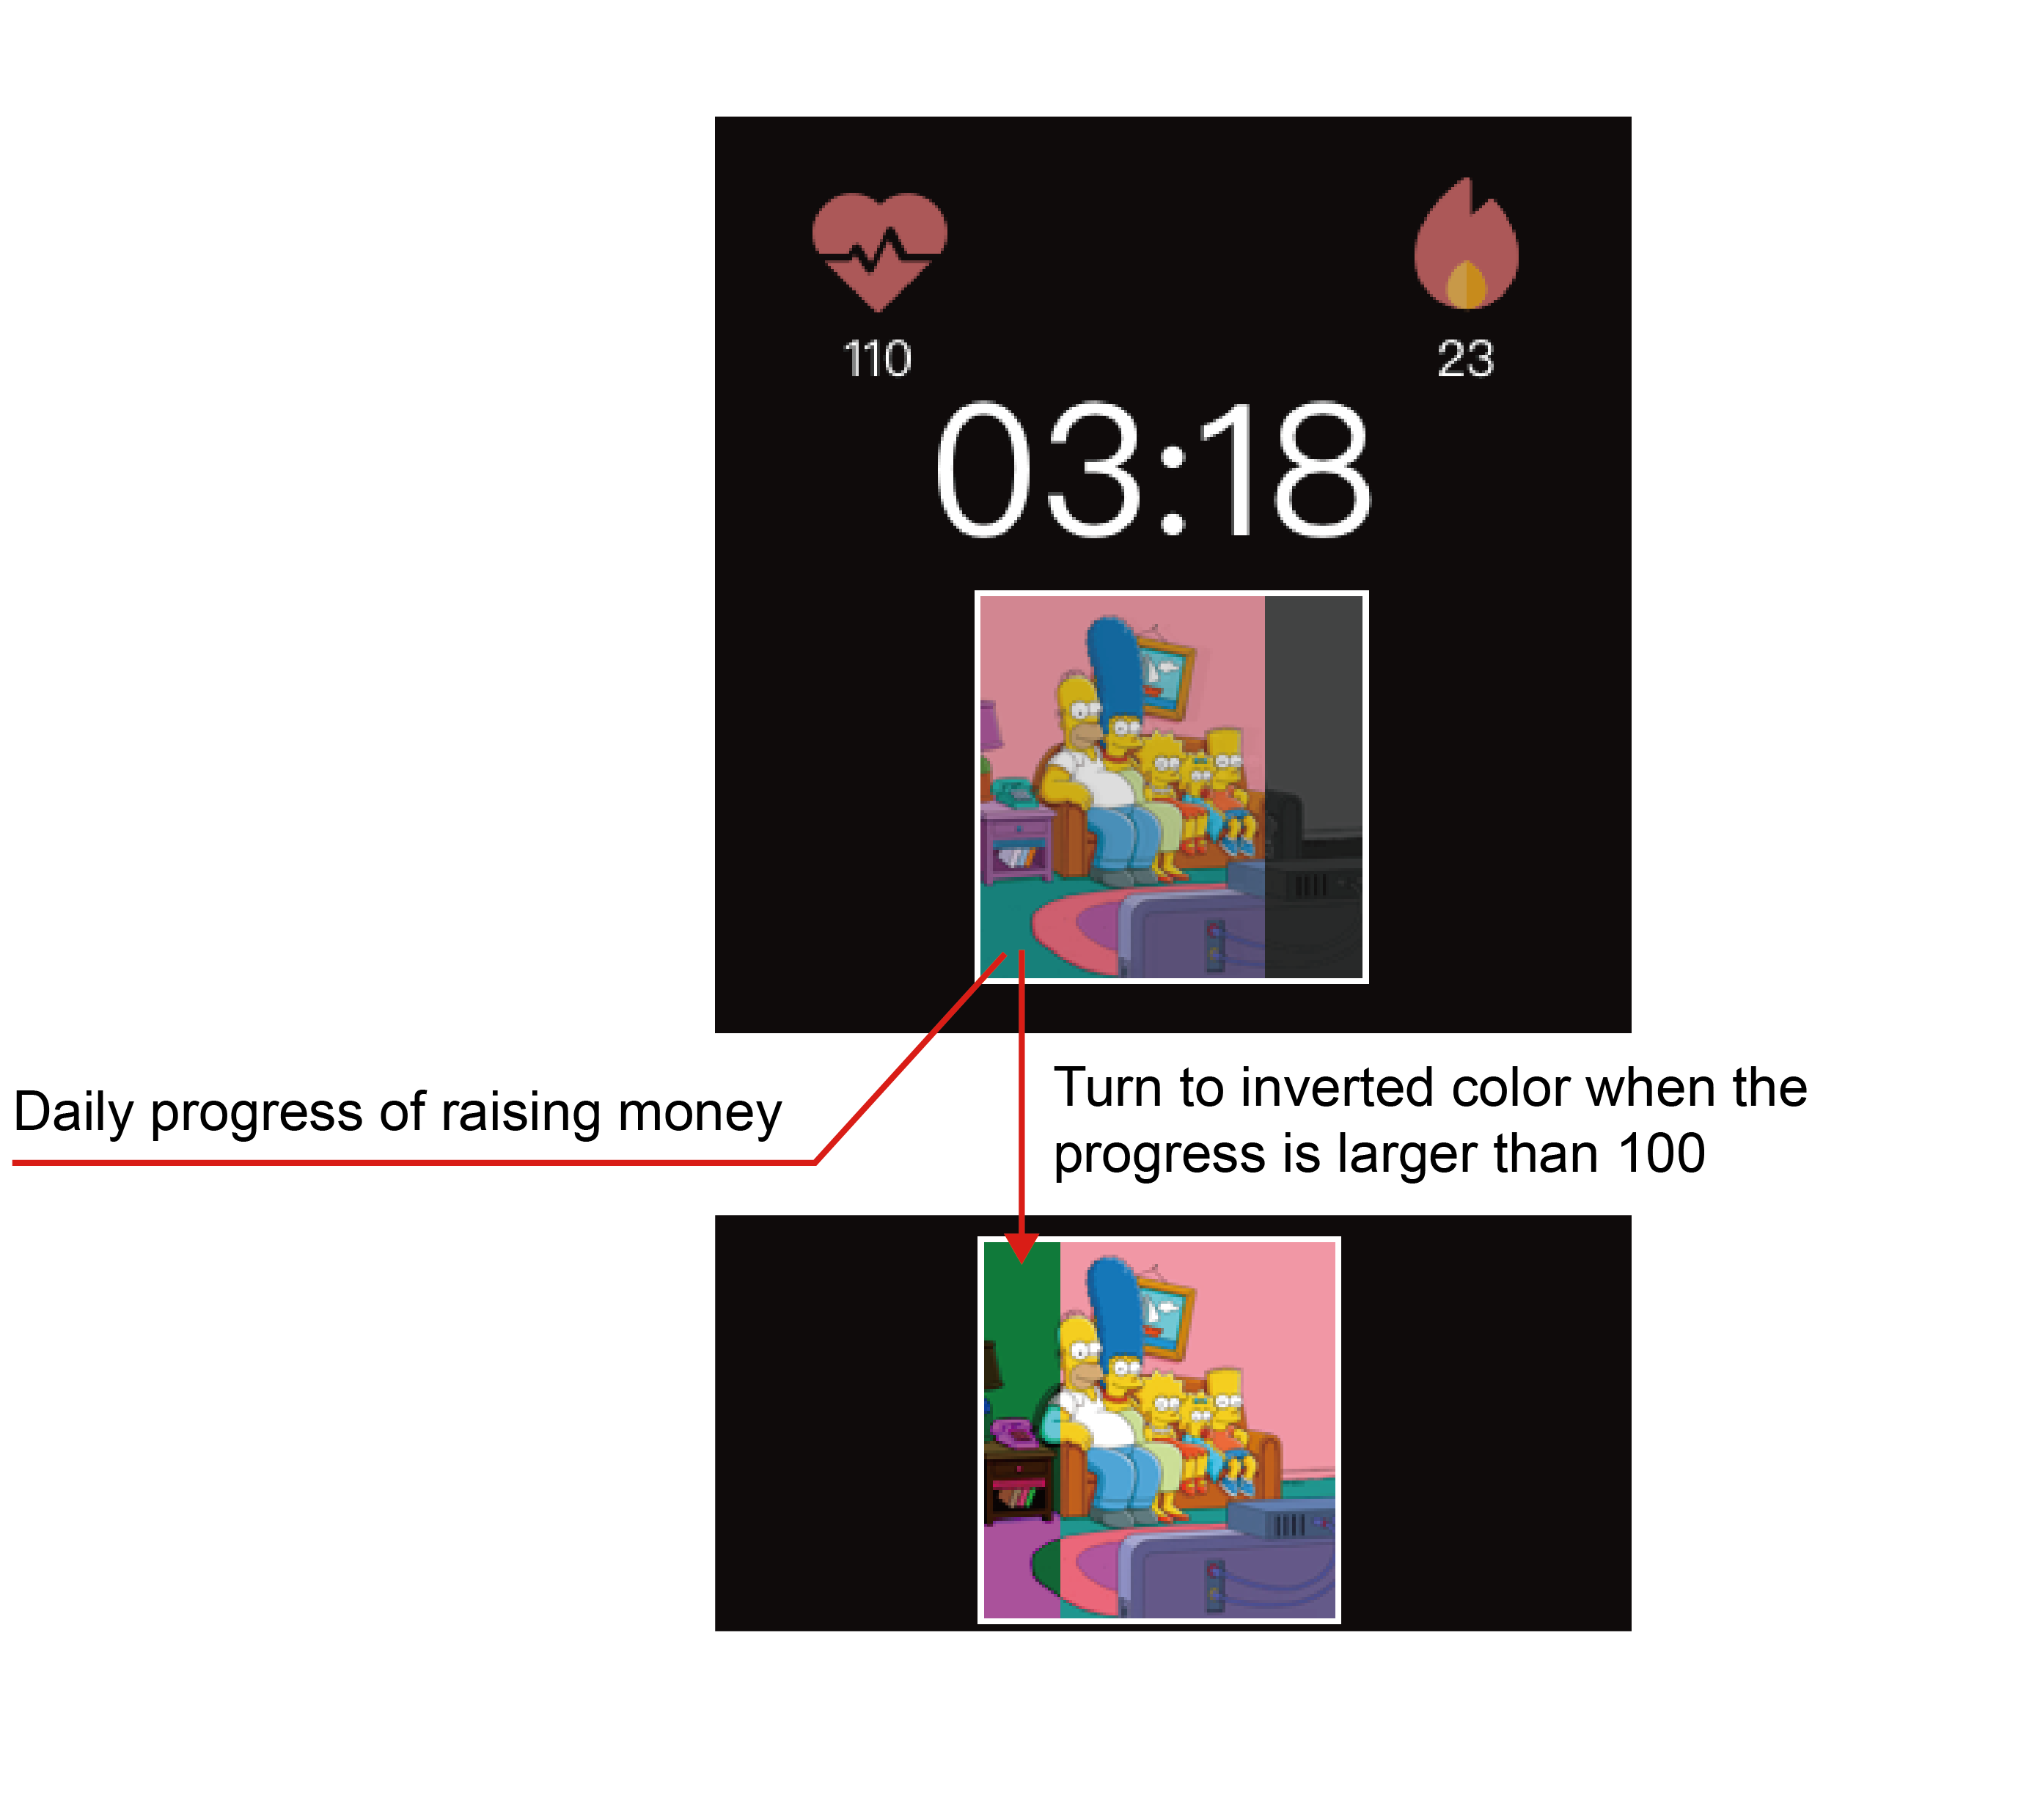 110
23
03:18
Daily progress of raising money
Turn to inverted color when the
progress is larger than 100